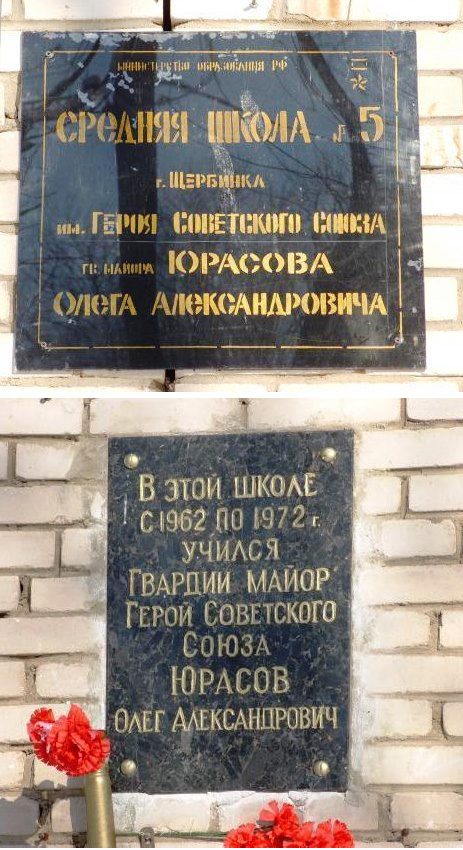 МИНИСТЕРСТВО ОБРАЗОВАНИЯ РФ
СРЕДНЯЯ ШКОЛА № 5
г. ЩЕРБИНКА
им. ГЕРОЯ СОВЕТСКОГО СОЮЗА
ГВ. МАЙОРА ЮРАСОВА
ОЛЕГА АЛЕКСАНДРОВИЧА
В ЭТОЙ ШКОЛЕ
С 1962 ПО 1972 г.
УЧИЛСЯ
ГВАРДИИ МАЙОР
ГЕРОЙ СОВЕТСКОГО
СОЮЗА
ЮРАСОВ
ОЛЕГ АЛЕКСАНДРОВИЧ